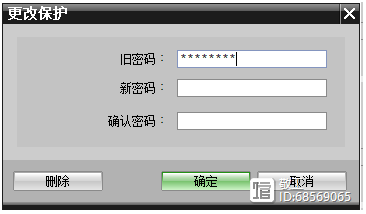 更改保护
旧密码：********
新密码：
确认密码：
删除 确定 取消
ID:68569065